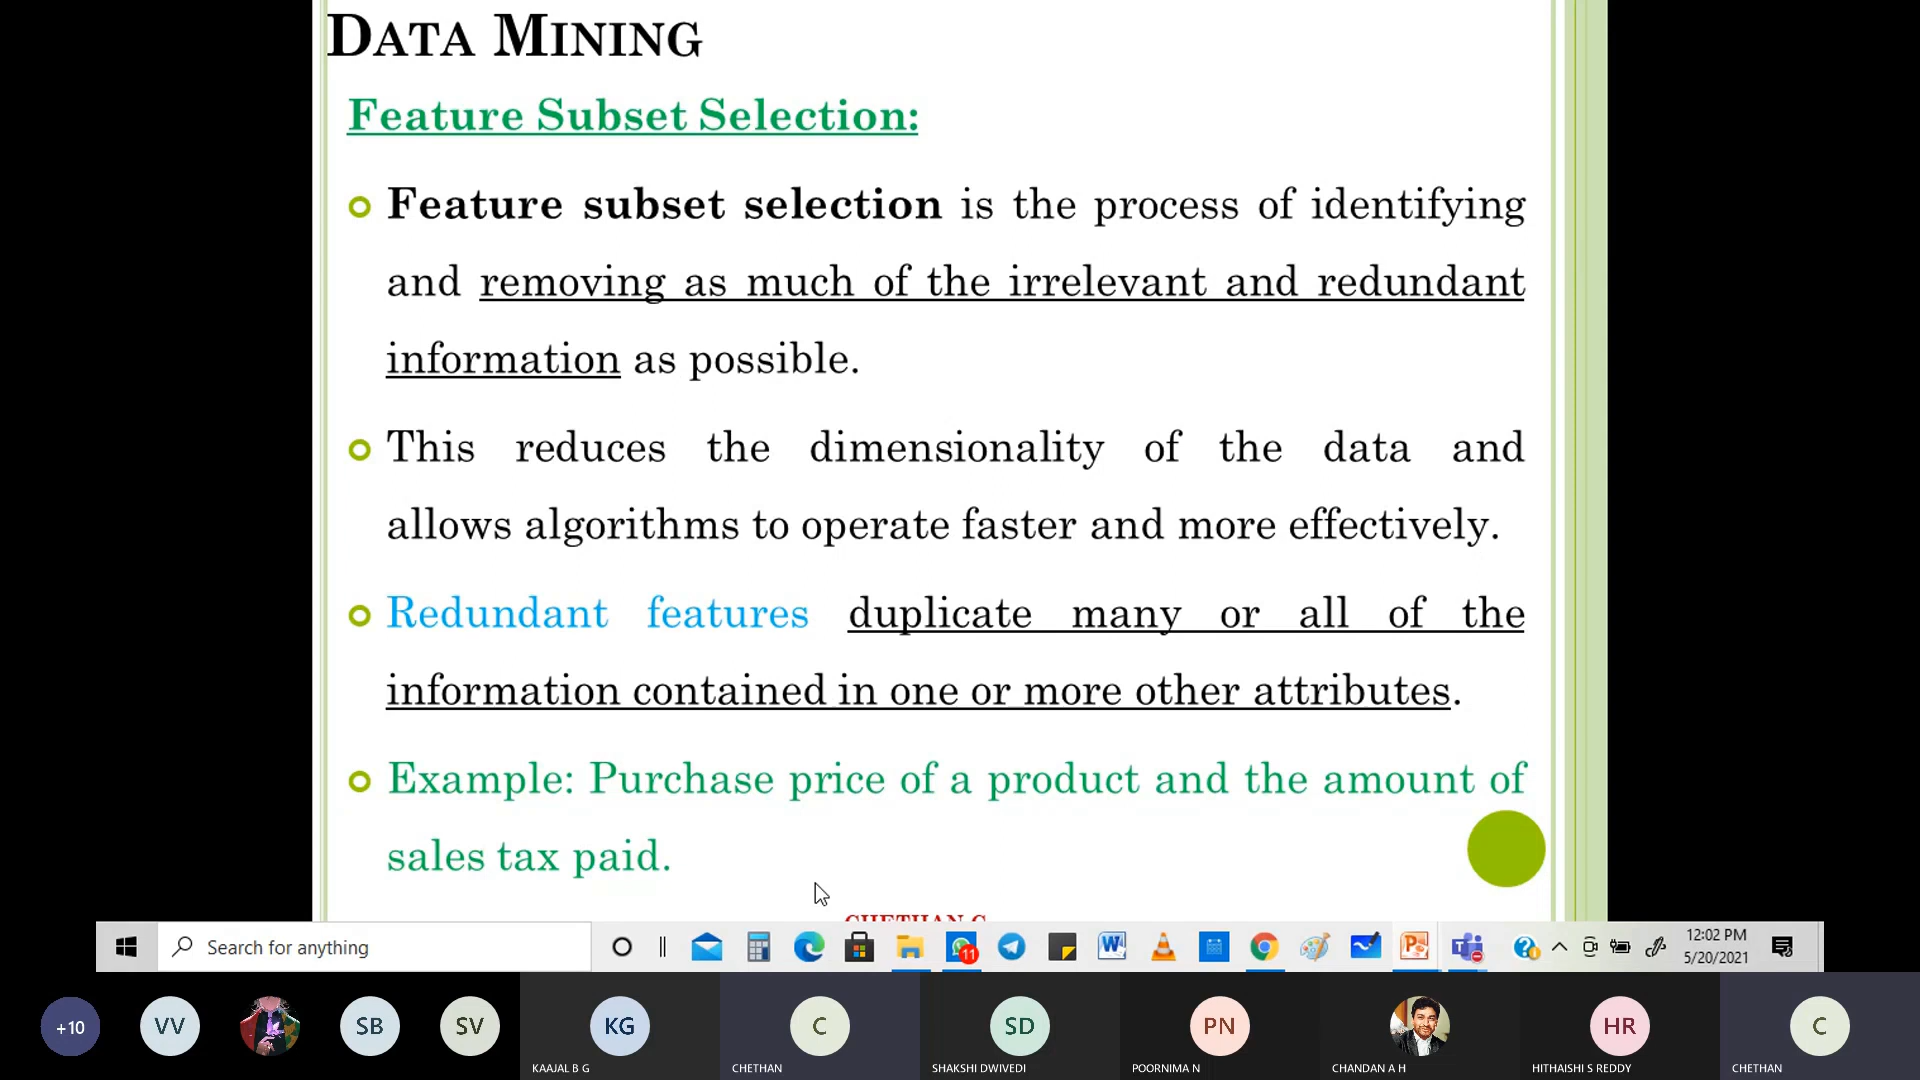 DATA MINING
Feature Subset Selection:
Feature subset selection is the process of identifying
and removing as much of the irrelevant and redundant
information as possible.
This reduces the dimensionality of the data and
allows algorithms to operate faster and more effectively.
Redundant features duplicate many or all of the
information contained in one or more other attributes.
Example: Purchase price of a product and the amount of
sales tax paid.
Search for anything
11
12:02 PM
5/20/2021
+10
VV
SB
SV
KG
C
SD
PN
HR
C
KAAJAL B G
CHETHAN
SHAKSHI DWIVEDI
POORNIMA N
CHANDAN A H
HITHAISHI S REDDY
CHETHAN